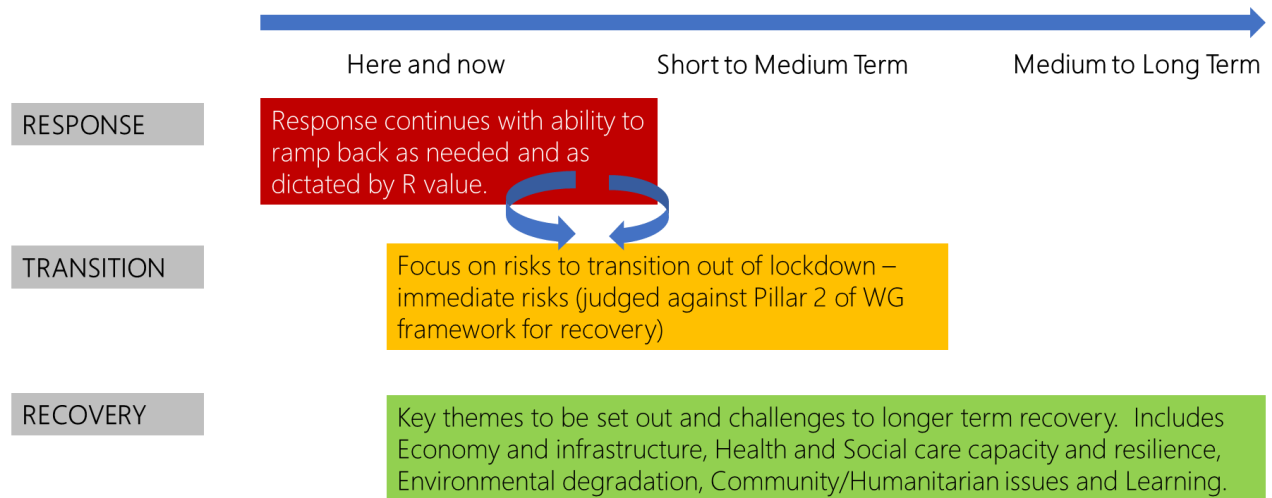 Here and now
Short to Medium Term
Medium to Long Term
RESPONSE
Response continues with ability to
ramp back as needed and as
dictated by R value.
TRANSITION
Focus on risks to transition out of lockdown –
immediate risks (judged against Pillar 2 of WG
framework for recovery)
RECOVERY
Key themes to be set out and challenges to longer term recovery.  Includes
Economy and infrastructure, Health and Social care capacity and resilience,
Environmental degradation, Community/Humanitarian issues and Learning.